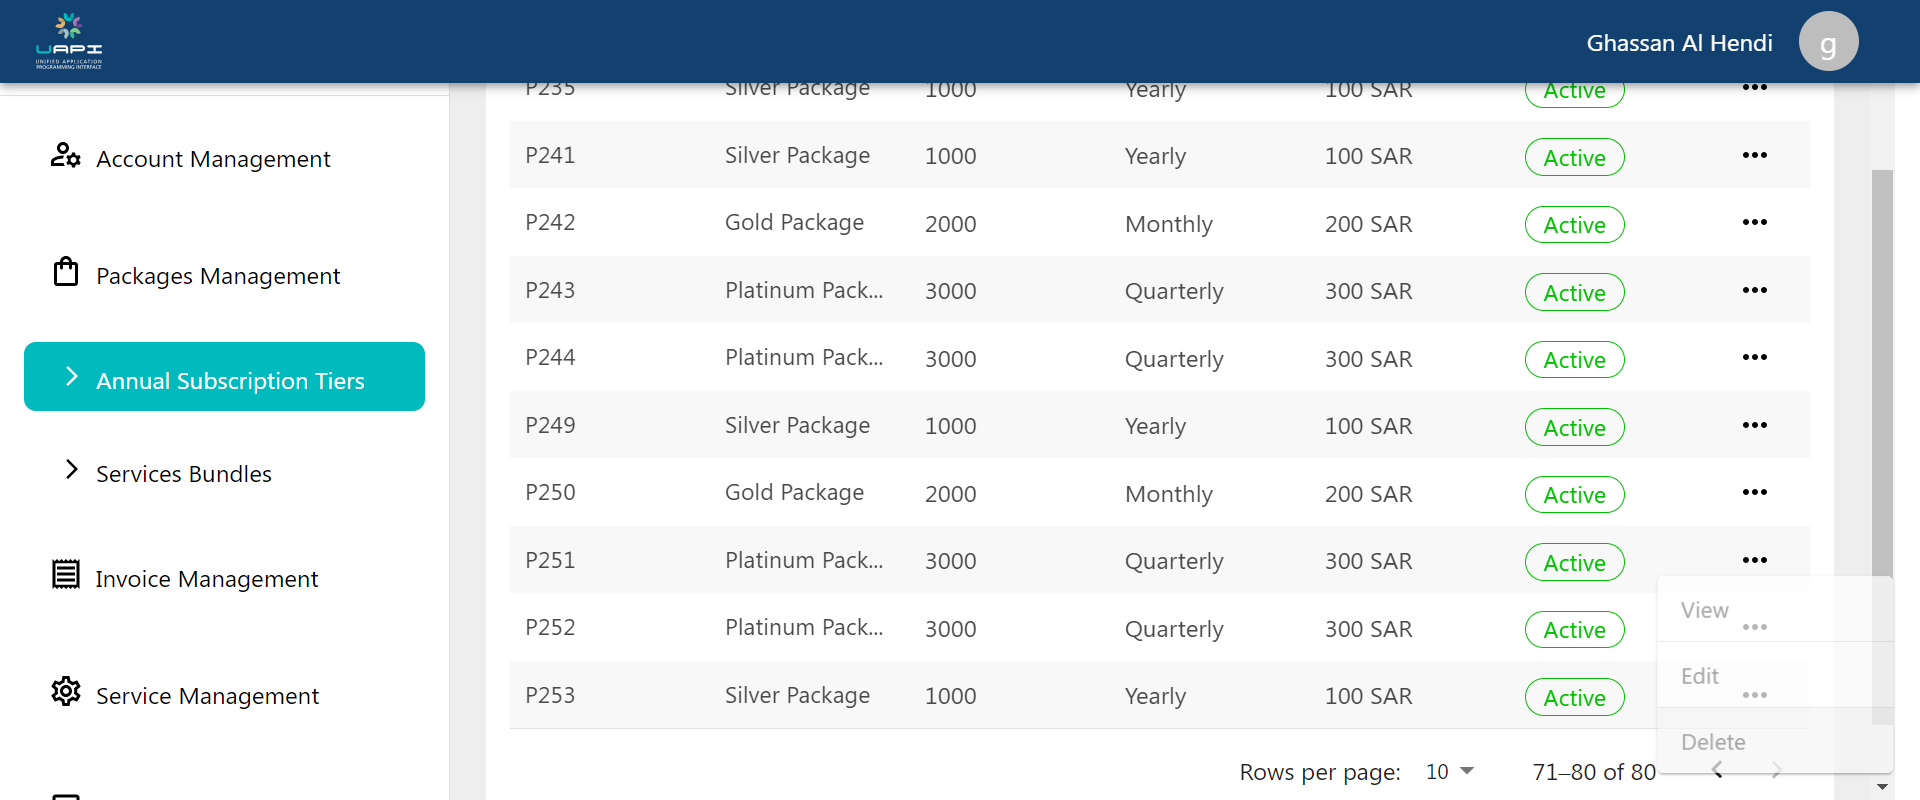 UAPI
UNIFIED APPLICATION
PROGRAMMING INTERFACE
Ghassan Al Hendi
g
Account Management
Packages Management
Annual Subscription Tiers
Services Bundles
Invoice Management
Service Management
P235 Silver Package 1000 Yearly 100 SAR Active
P241 Silver Package 1000 Yearly 100 SAR Active
P242 Gold Package 2000 Monthly 200 SAR Active
P243 Platinum Pack... 3000 Quarterly 300 SAR Active
P244 Platinum Pack... 3000 Quarterly 300 SAR Active
P249 Silver Package 1000 Yearly 100 SAR Active
P250 Gold Package 2000 Monthly 200 SAR Active
P251 Platinum Pack... 3000 Quarterly 300 SAR Active
P252 Platinum Pack... 3000 Quarterly 300 SAR Active
P253 Silver Package 1000 Yearly 100 SAR Active
View
Edit
Delete
Rows per page: 10 71–80 of 80